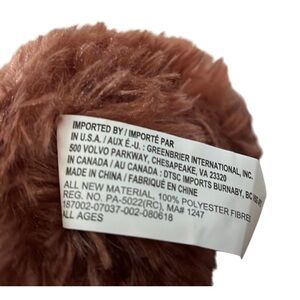 IMPORTED BY / IMPORTÉ PAR
IN U.S.A. / AUX É.-U. : GREENBRIER INTERNATIONAL, INC.
500 VOLVO PARKWAY, CHESAPEAKE, VA 23320
IN CANADA / AU CANADA : DTSC IMPORTS BURNABY, BC
MADE IN CHINA / FABRIQUÉ EN CHINE
ALL NEW MATERIAL 100% POLYESTER FIBRES
REG. NO. PA-5022(RC), MA# 1247
187002-07037-002-080618
ALL AGES